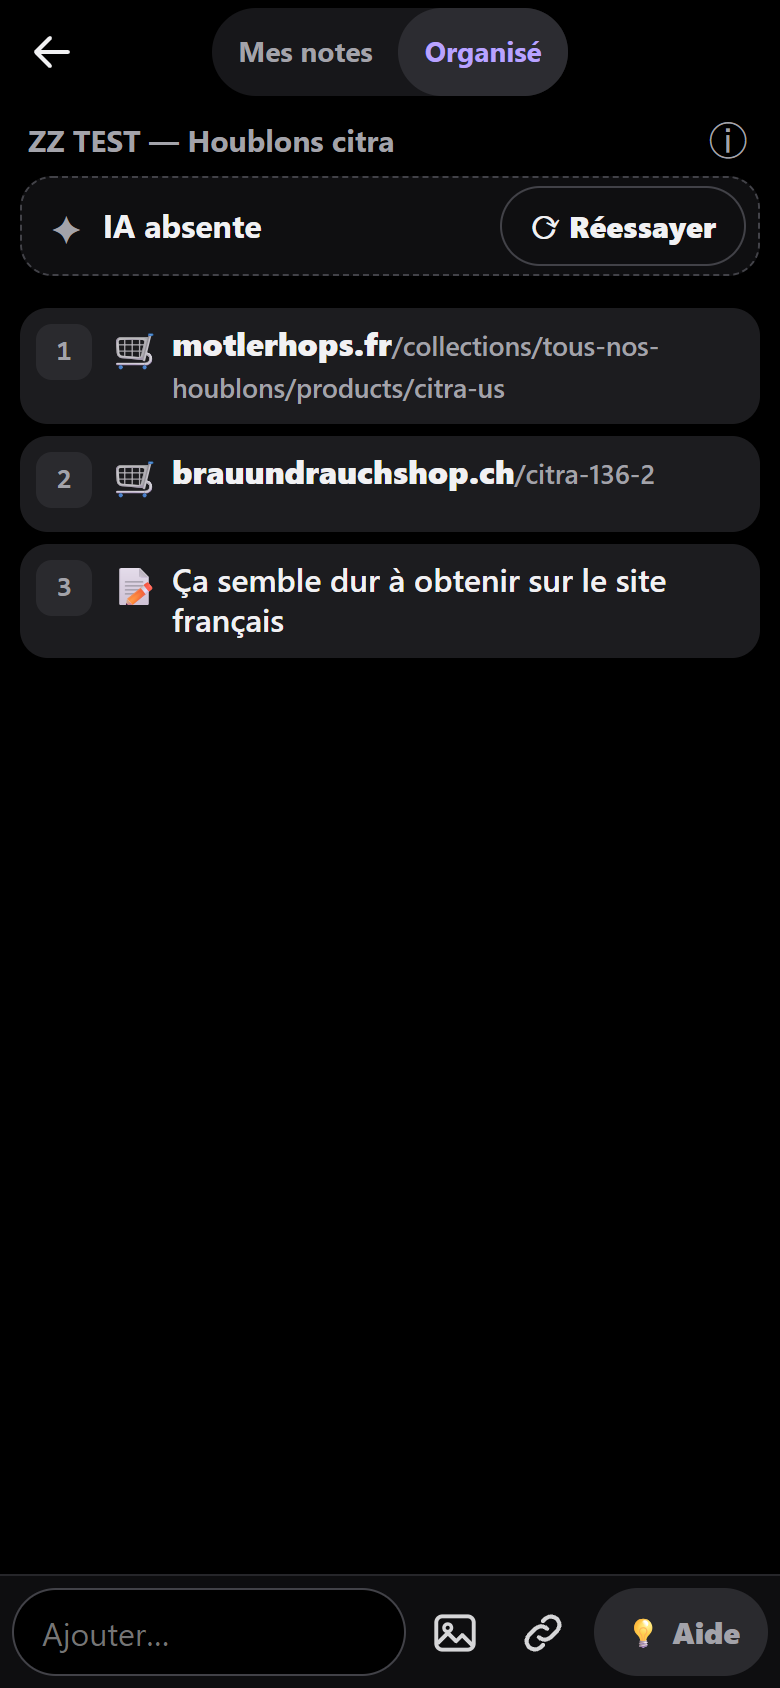 Mes notes
Organisé
ZZ TEST — Houblons citra
IA absente
Réessayer
1
motlerhops.fr/collections/tous-nos-
houblons/products/citra-us
2
brauundrauchshop.ch/citra-136-2
3
Ça semble dur à obtenir sur le site
français
Ajouter...
Aide